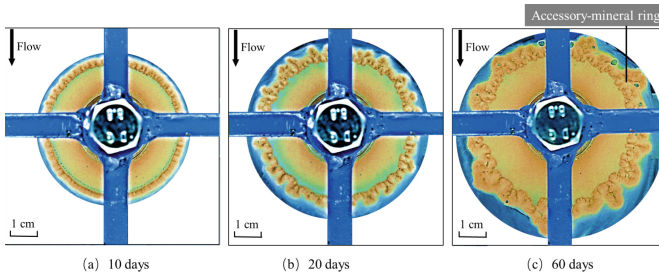 Accessory-mineral ring
Flow
Flow
Flow
1 cm
1 cm
1 cm
(a) 10 days
(b) 20 days
(c) 60 days